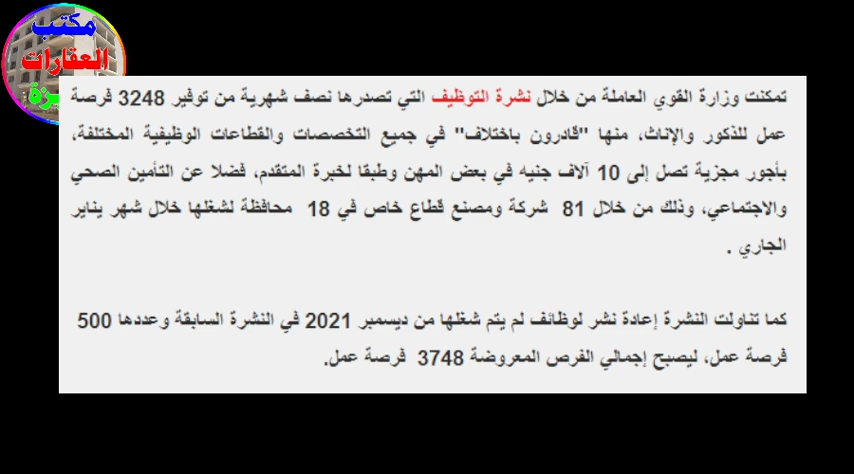 مكتب
العقارات
تمكنت وزارة القوي العاملة من خلال نشرة التوظيف التي تصدرها نصف شهرية من توفير 3248 فرصة
عمل للذكور والإناث، منها "قادرون باختلاف" في جميع التخصصات والقطاعات الوظيفية المختلفة،
بأجور مجزية تصل إلى 10 آلاف جنيه في بعض المهن وطبقا لخبرة المتقدم، فضلا عن التأمين الصحي
والاجتماعي، وذلك من خلال 81 شركة ومصنع قطاع خاص في 18 محافظة لشغلها خلال شهر يناير
الجاري .
كما تناولت النشرة إعادة نشر لوظائف لم يتم شغلها من ديسمبر 2021 في النشرة السابقة وعددها 500
فرصة عمل، ليصبح إجمالي الفرص المعروضة 3748 فرصة عمل.